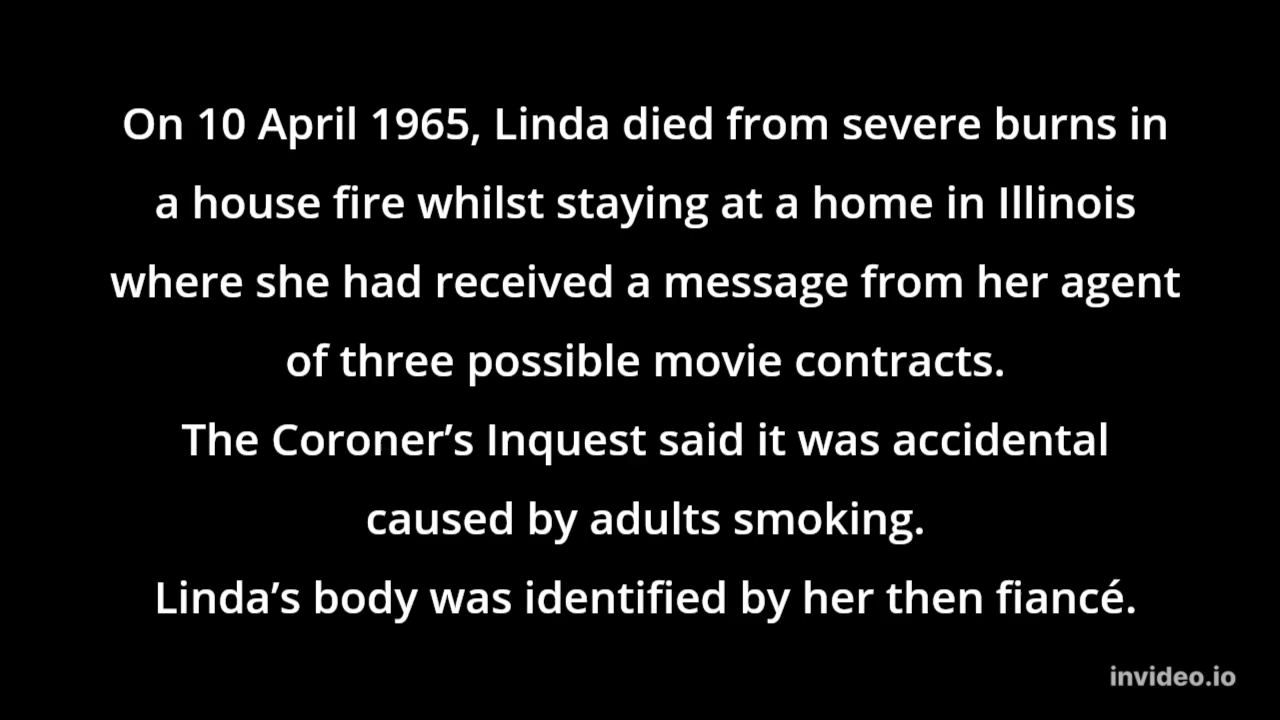 On 10 April 1965, Linda died from severe burns in
a house fire whilst staying at a home in Illinois
where she had received a message from her agent
of three possible movie contracts.
The Coroner’s Inquest said it was accidental
caused by adults smoking.
Linda’s body was identified by her then fiancé.
invideo.io